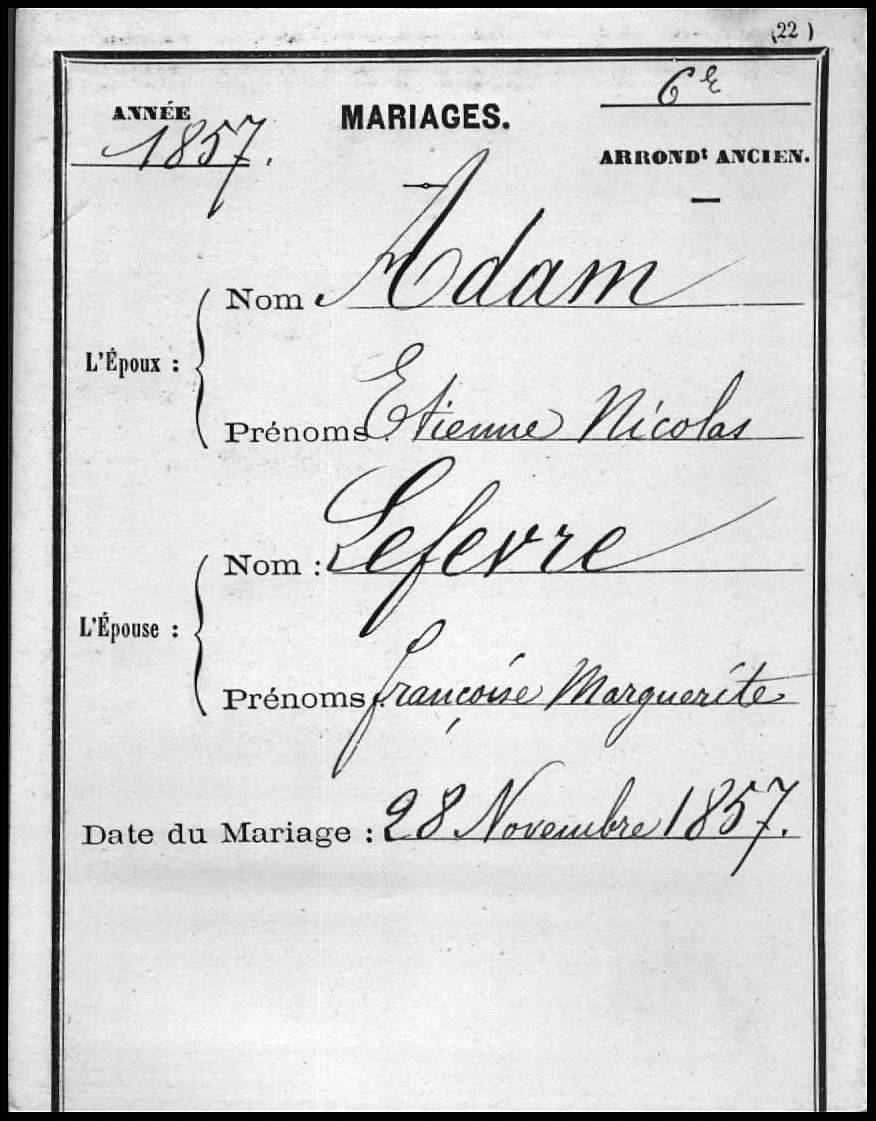 (22)
6e
ANNÉE
MARIAGES.
1857.
ARRONDt ANCIEN.
Nom Adam
L'Époux :
Prénoms Etienne Nicolas
Nom : Lefevre
L'Épouse :
Prénoms françoise Marguerite
Date du Mariage : 28 Novembre 1857.